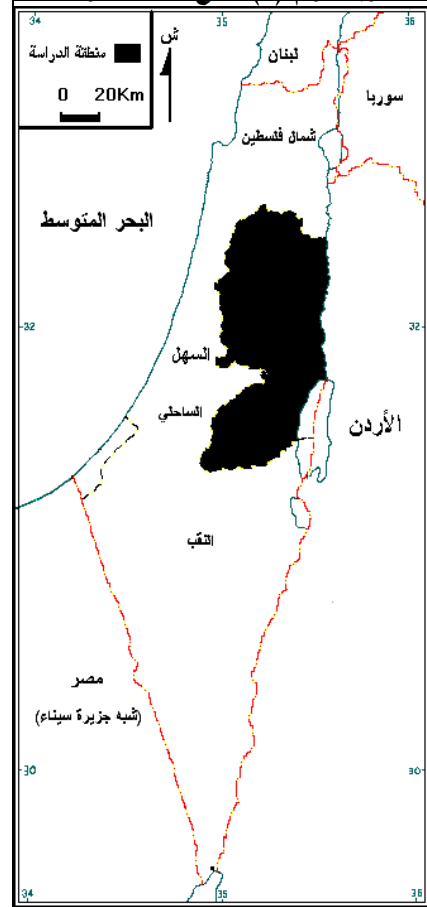 34
35
36
ش
منطقة الدراسة
0 20Km
لبنان
سوريا
شمال فلسطين
البحر المتوسط
32
32
السهل
الساحلي
الأردن
النقب
مصر
(شبه جزيرة سيناء)
30
30
34
35
36